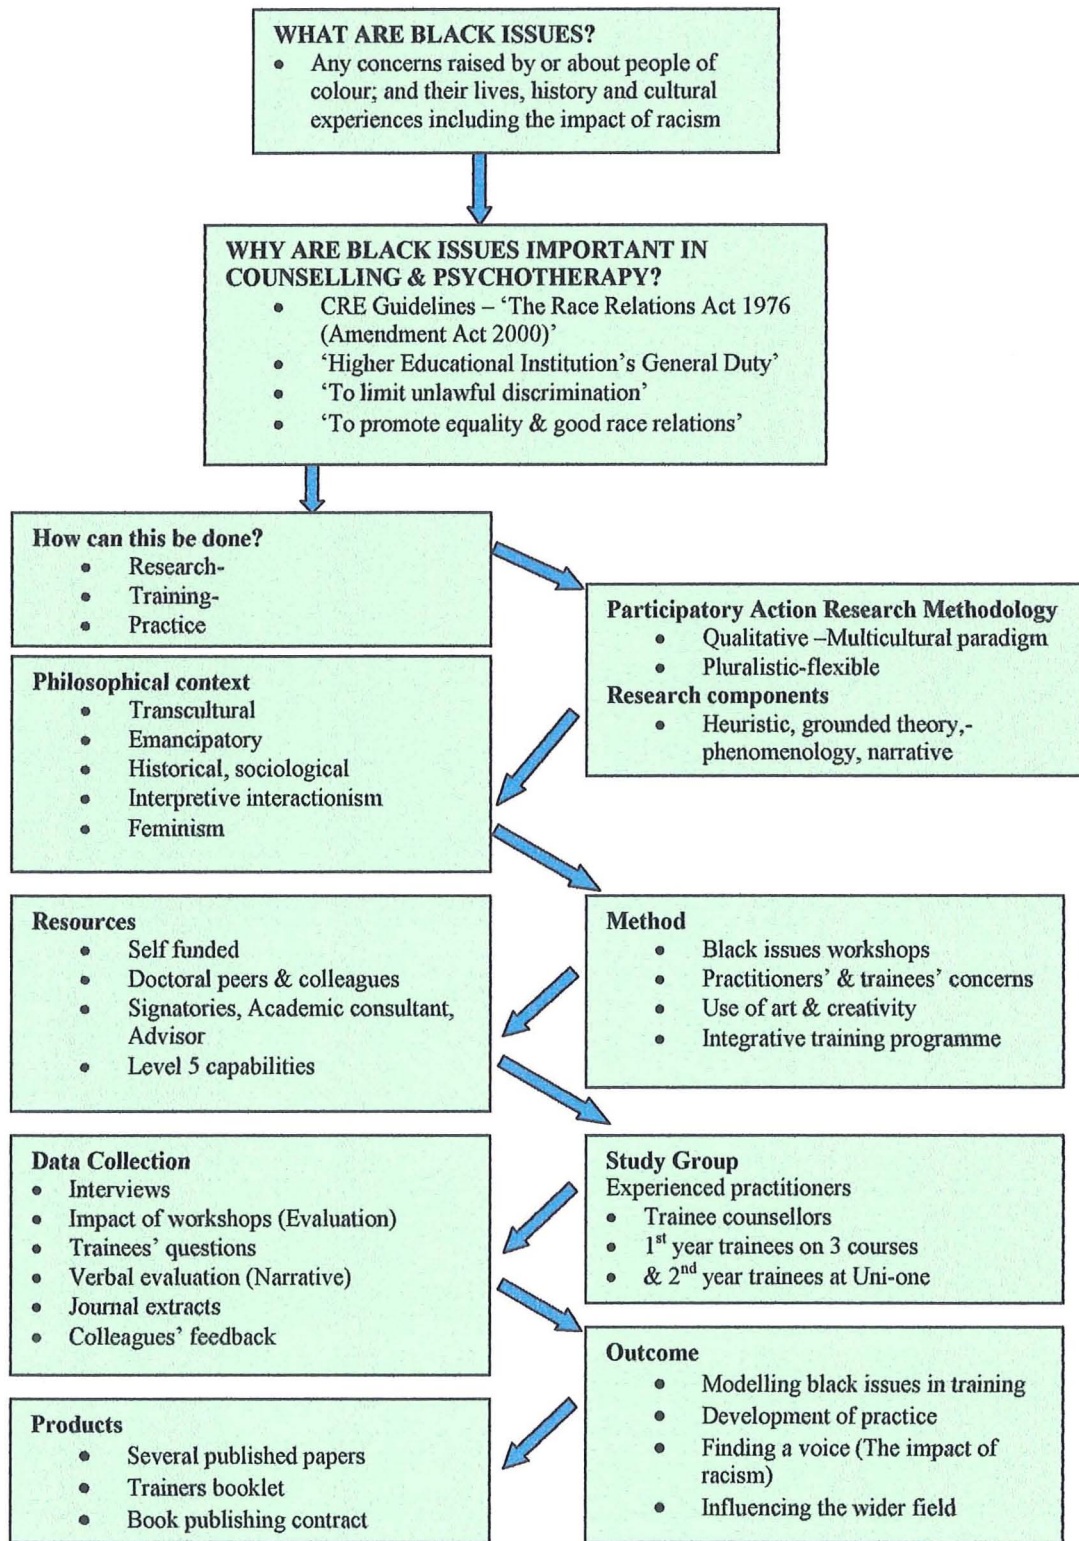 WHAT ARE BLACK ISSUES?
• Any concerns raised by or about people of
colour; and their lives, history and cultural
experiences including the impact of racism
WHY ARE BLACK ISSUES IMPORTANT IN
COUNSELLING & PSYCHOTHERAPY?
• CRE Guidelines – ‘The Race Relations Act 1976
(Amendment Act 2000)’
• ‘Higher Educational Institution’s General Duty’
• ‘To limit unlawful discrimination’
• ‘To promote equality & good race relations’
How can this be done?
• Research-
• Training-
• Practice
Participatory Action Research Methodology
• Qualitative –Multicultural paradigm
• Pluralistic-flexible
Research components
• Heuristic, grounded theory,-
phenomenology, narrative
Philosophical context
• Transcultural
• Emancipatory
• Historical, sociological
• Interpretive interactionism
• Feminism
Method
• Black issues workshops
• Practitioners’ & trainees’ concerns
• Use of art & creativity
• Integrative training programme
Resources
• Self funded
• Doctoral peers & colleagues
• Signatories, Academic consultant,
Advisor
• Level 5 capabilities
Study Group
Experienced practitioners
• Trainee counsellors
• 1st year trainees on 3 courses
• & 2nd year trainees at Uni-one
Data Collection
• Interviews
• Impact of workshops (Evaluation)
• Trainees’ questions
• Verbal evaluation (Narrative)
• Journal extracts
• Colleagues’ feedback
Outcome
• Modelling black issues in training
• Development of practice
• Finding a voice (The impact of
racism)
• Influencing the wider field
Products
• Several published papers
• Trainers booklet
• Book publishing contract